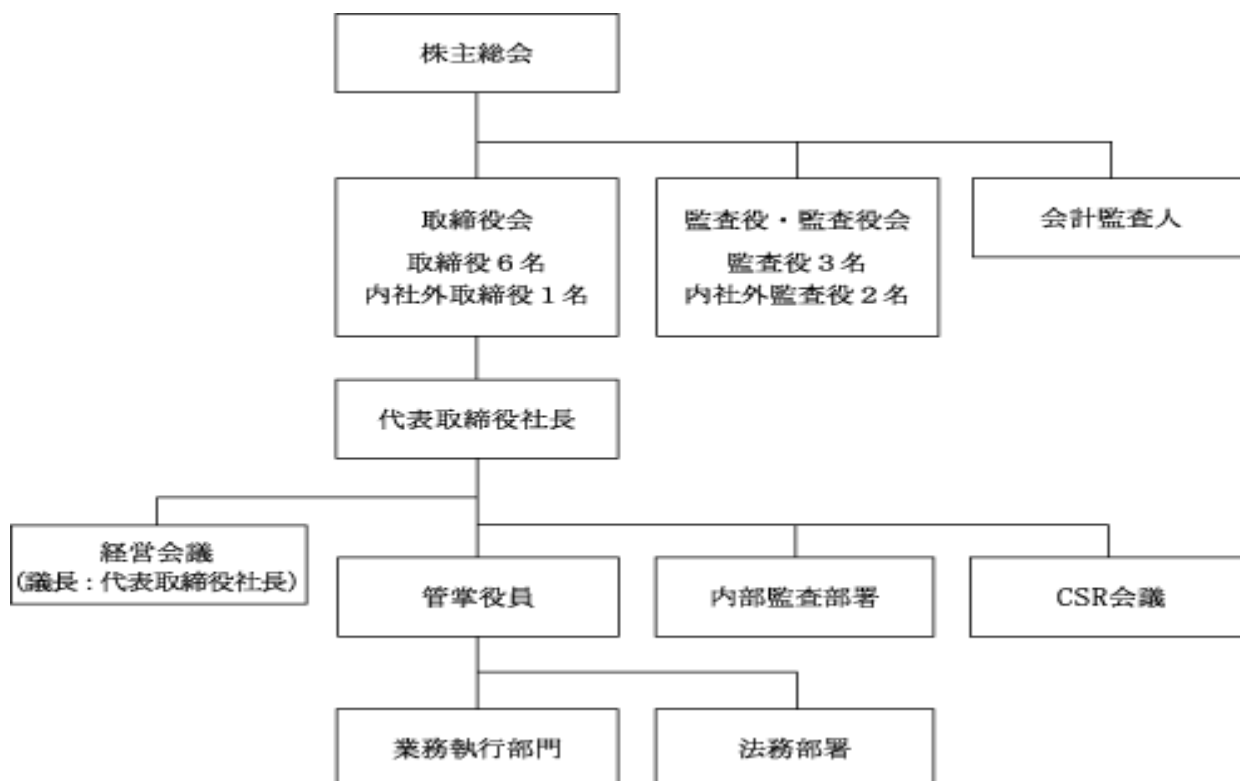 株主総会
取締役会
取締役６名
内社外取締役１名
監査役・監査役会
監査役３名
内社外監査役２名
会計監査人
代表取締役社長
経営会議
(議長：代表取締役社長)
管掌役員
内部監査部署
CSR会議
業務執行部門
法務部署